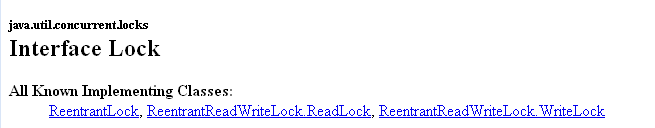 java.util.concurrent.locks
Interface Lock
All Known Implementing Classes:
ReentrantLock, ReentrantReadWriteLock.ReadLock, ReentrantReadWriteLock.WriteLock